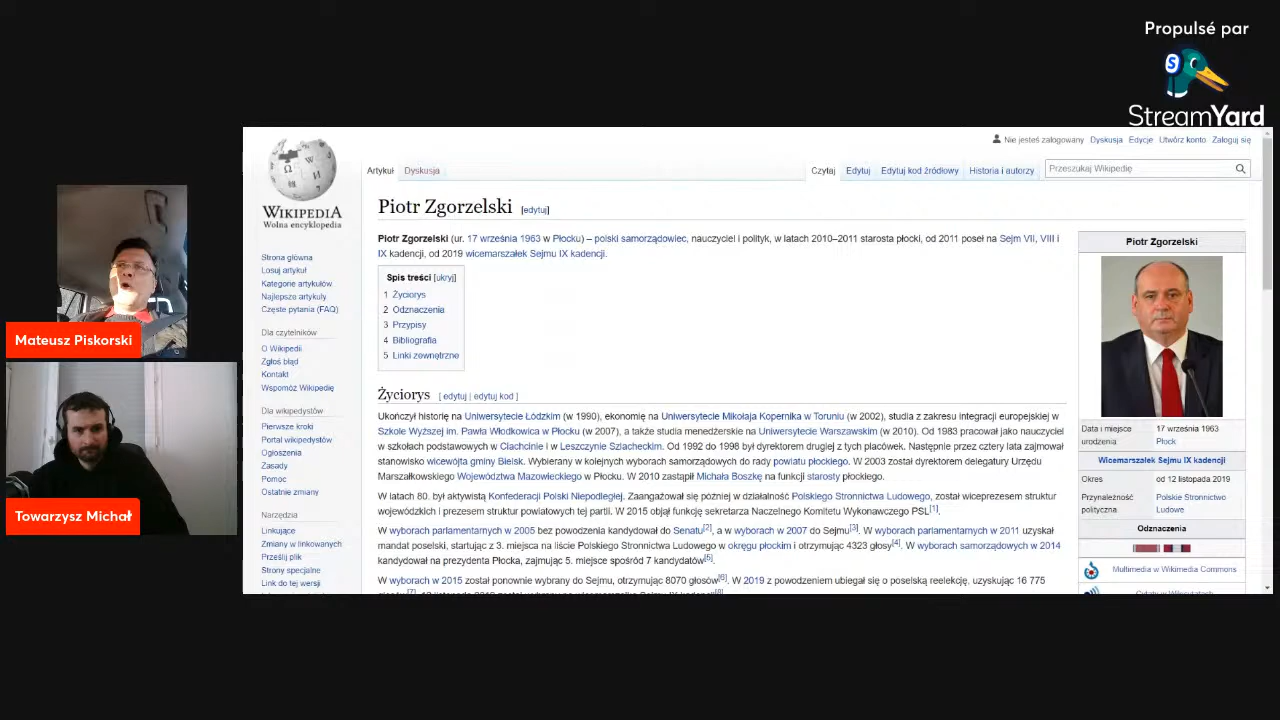 Propulsé par
StreamYard
Mateusz Piskorski
Towarzysz Michał
WIKIPEDIA
Wolna encyklopedia
Nie jesteś zalogowany Dyskusja Edycje Utwórz konto Zaloguj się
Artykuł Dyskusja Czytaj Edytuj Edytuj kod źródłowy Historia i autorzy Przeszukaj Wikipedię
Strona główna
Losuj artykuł
Kategorie artykułów
Najlepsze artykuły
Częste pytania (FAQ)
Dla czytelników
O Wikipedii
Zgłoś błąd
Kontakt
Wspomóż Wikipedię
Dla wikipedystów
Pierwsze kroki
Portal wikipedystów
Ogłoszenia
Zasady
Pomoc
Ostatnie zmiany
Narzędzia
Linkujące
Zmiany w linkowanych
Prześlij plik
Strony specjalne
Link do tej wersji
Piotr Zgorzelski [edytuj]
Piotr Zgorzelski (ur. 17 września 1963 w Płocku) – polski samorządowiec, nauczyciel i polityk, w latach 2010–2011 starosta płocki, od 2011 poseł na Sejm VII, VIII i
IX kadencji, od 2019 wicemarszałek Sejmu IX kadencji.
Spis treści [ukryj]
1 Życiorys
2 Odznaczenia
3 Przypisy
4 Bibliografia
5 Linki zewnętrzne
Życiorys [ edytuj | edytuj kod ]
Ukończył historię na Uniwersytecie Łódzkim (w 1990), ekonomię na Uniwersytecie Mikołaja Kopernika w Toruniu (w 2002), studia z zakresu integracji europejskiej w
Szkole Wyższej im. Pawła Włodkowica w Płocku (w 2007), a także studia menedżerskie na Uniwersytecie Warszawskim (w 2010). Od 1983 pracował jako nauczyciel
w szkołach podstawowych w Ciachcinie i w Leszczynie Szlacheckim. Od 1992 do 1998 był dyrektorem drugiej z tych placówek. Następnie przez cztery lata zajmował
stanowisko wicewójta gminy Bielsk. Wybierany w kolejnych wyborach samorządowych do rady powiatu płockiego. W 2003 został dyrektorem delegatury Urzędu
Marszałkowskiego Województwa Mazowieckiego w Płocku. W 2010 zastąpił Michała Boszkę na funkcji starosty płockiego.
W latach 80. był aktywistą Konfederacji Polski Niepodległej. Zaangażował się później w działalność Polskiego Stronnictwa Ludowego, został wiceprezesem struktur
wojewódzkich i prezesem struktur powiatowych tej partii. W 2015 objął funkcję sekretarza Naczelnego Komitetu Wykonawczego PSL[1].
W wyborach parlamentarnych w 2005 bez powodzenia kandydował do Senatu[2], a w wyborach w 2007 do Sejmu[3]. W wyborach parlamentarnych w 2011 uzyskał
mandat poselski, startując z 3. miejsca na liście Polskiego Stronnictwa Ludowego w okręgu płockim i otrzymując 4323 głosy[4]. W wyborach samorządowych w 2014
kandydował na prezydenta Płocka, zajmując 5. miejsce spośród 7 kandydatów[5].
W wyborach w 2015 został ponownie wybrany do Sejmu, otrzymując 8070 głosów[6]. W 2019 z powodzeniem ubiegał się o poselską reelekcję, uzyskując 16 775
Piotr Zgorzelski
Data i miejsce urodzenia 17 września 1963
Płock
Wicemarszałek Sejmu IX kadencji
Okres od 12 listopada 2019
Przynależność polityczna Polskie Stronnictwo
Ludowe
Odznaczenia
Multimedia w Wikimedia Commons